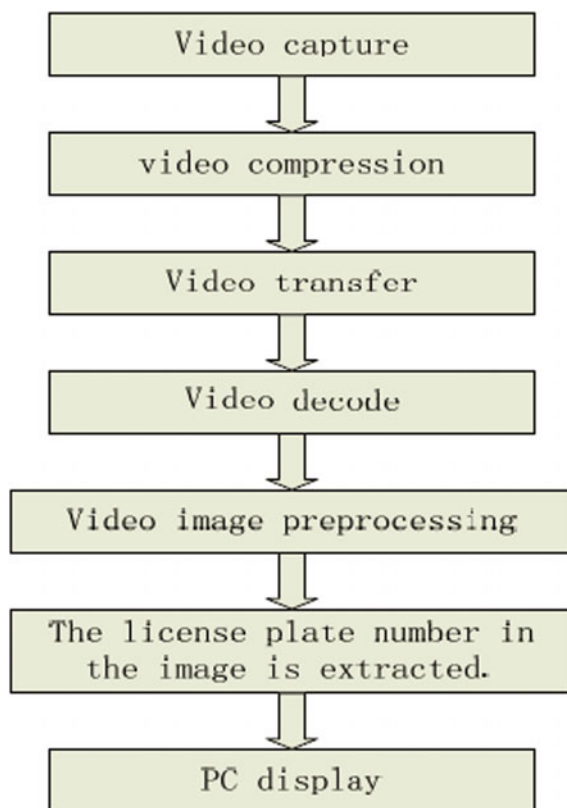 Video capture
video compression
Video transfer
Video decode
Video image preprocessing
The license plate number in
the image is extracted.
PC display